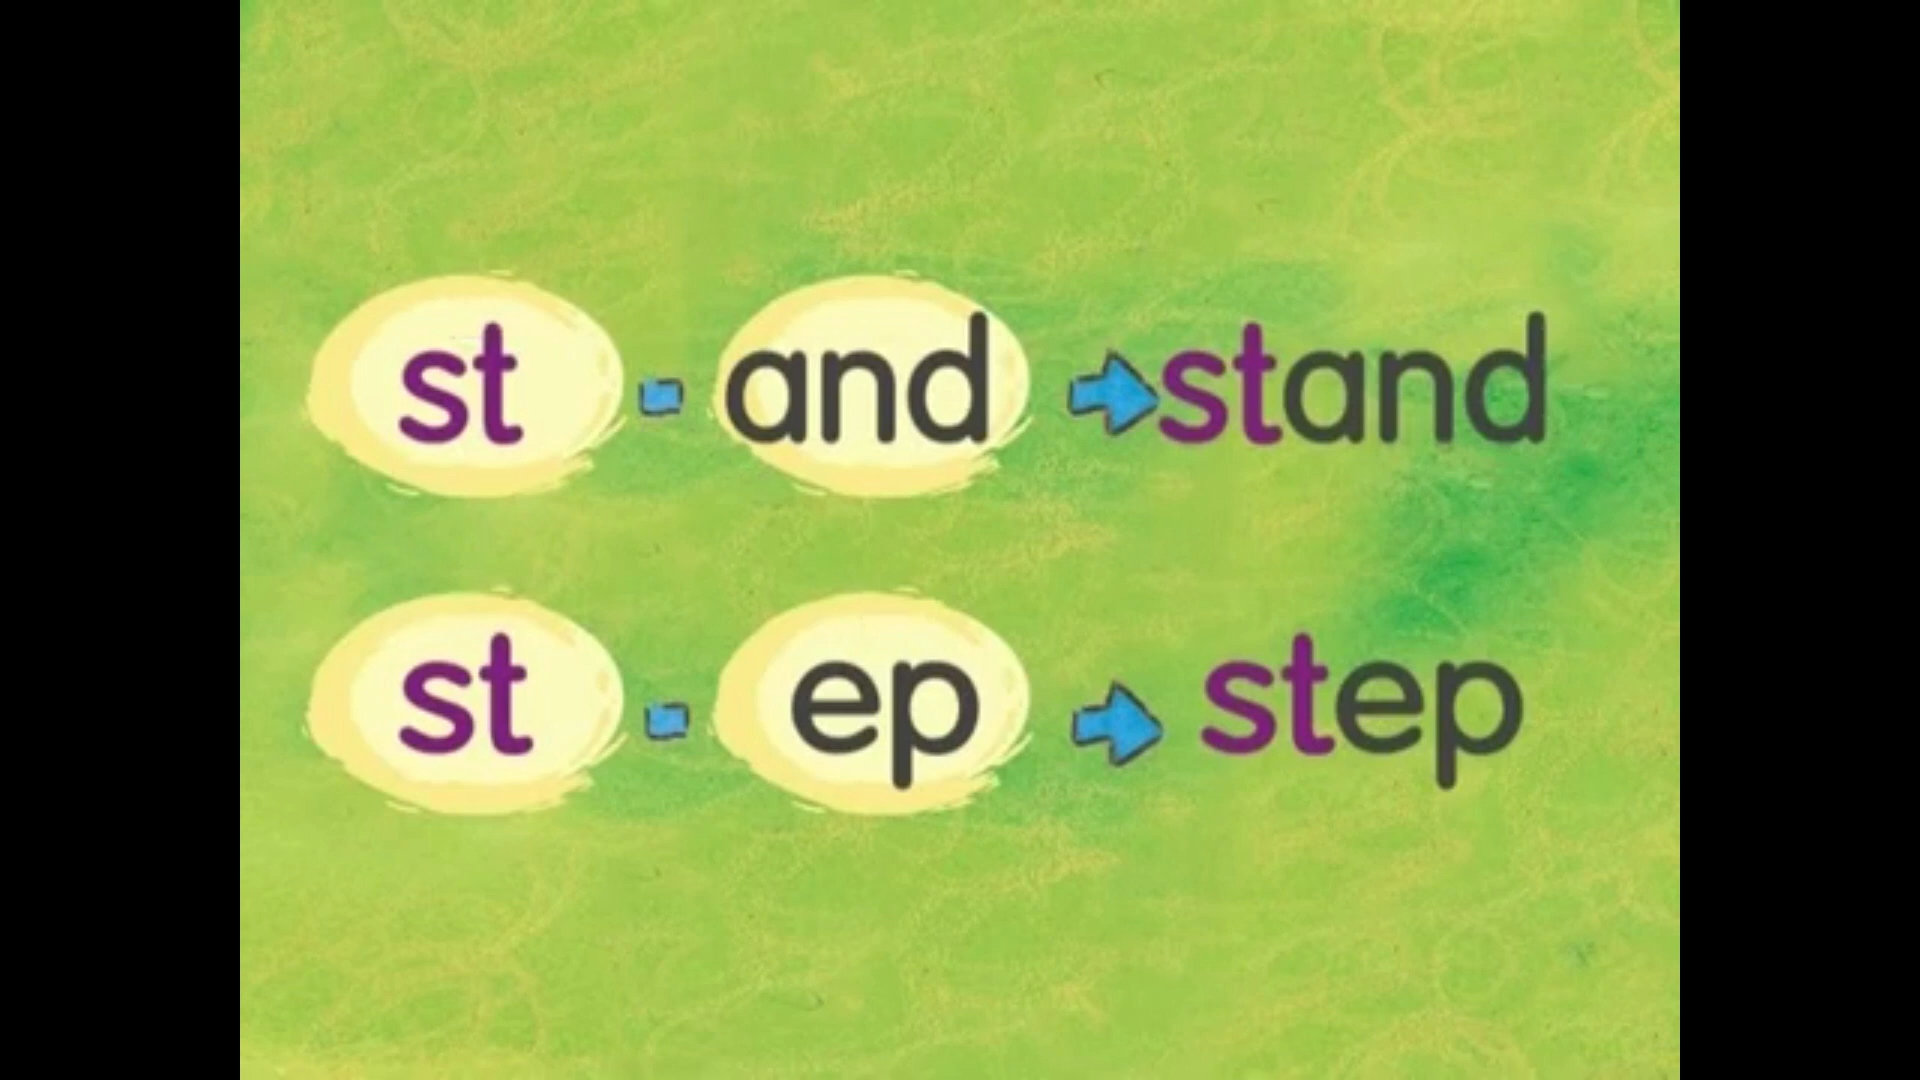 st - and ➡ stand
st - ep ➡ step